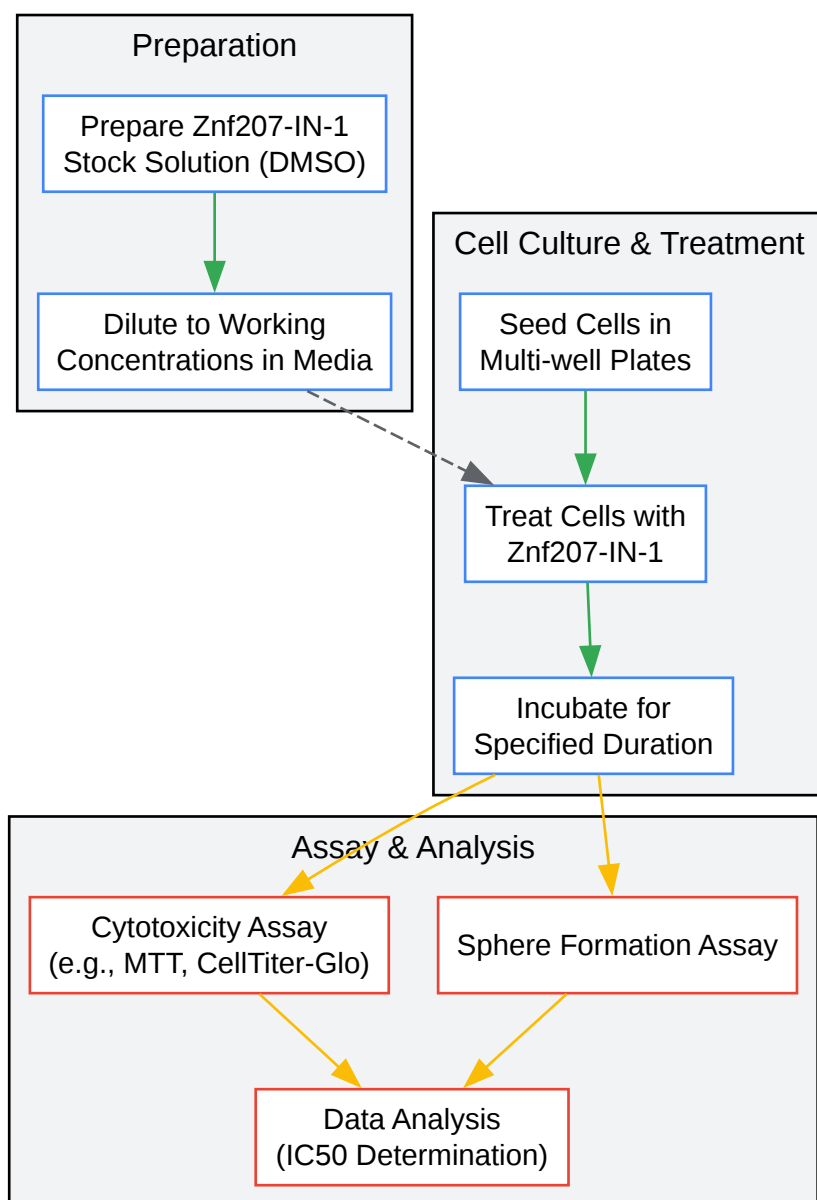 Preparation
Prepare Znf207-IN-1
Stock Solution (DMSO)
Dilute to Working
Concentrations in Media
Cell Culture & Treatment
Seed Cells in
Multi-well Plates
Treat Cells with
Znf207-IN-1
Incubate for
Specified Duration
Assay & Analysis
Cytotoxicity Assay
(e.g., MTT, CellTiter-Glo)
Sphere Formation Assay
Data Analysis
(IC50 Determination)